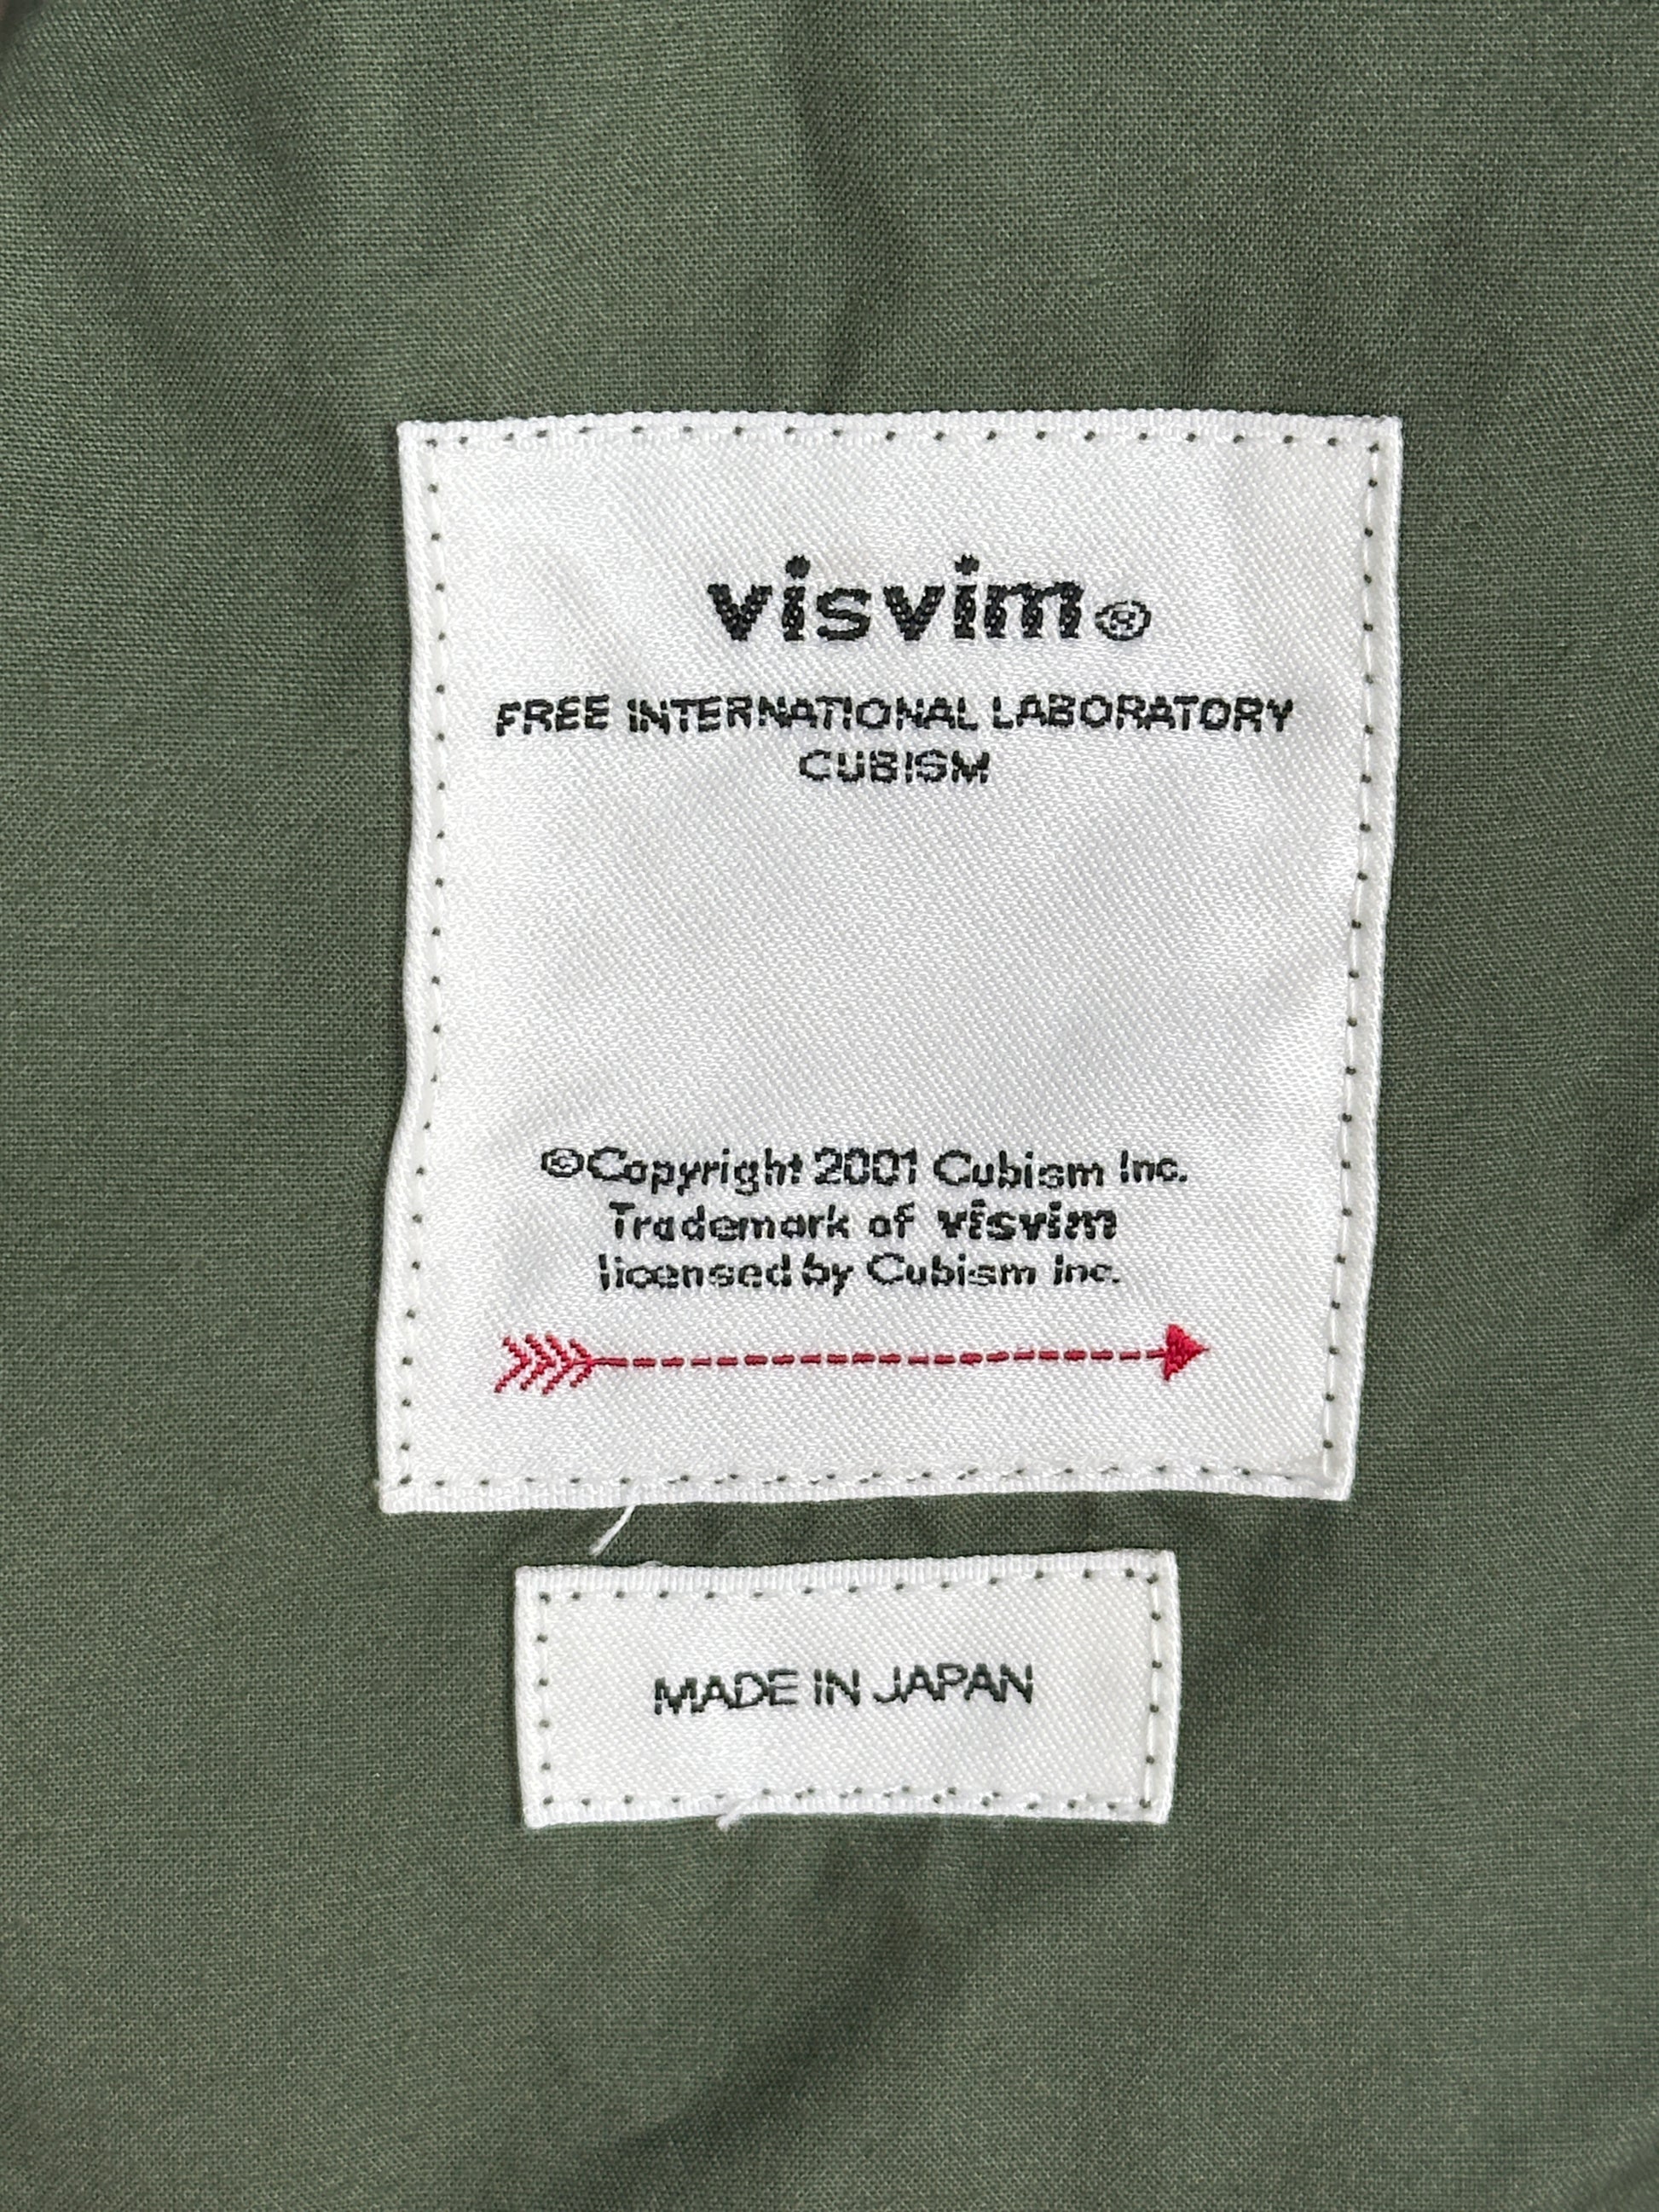 visvim®
FREE INTERNATIONAL LABORATORY
CUBISM
©Copyright 2001 Cubism Inc.
Trademark of visvim
licensed by Cubism Inc.
MADE IN JAPAN